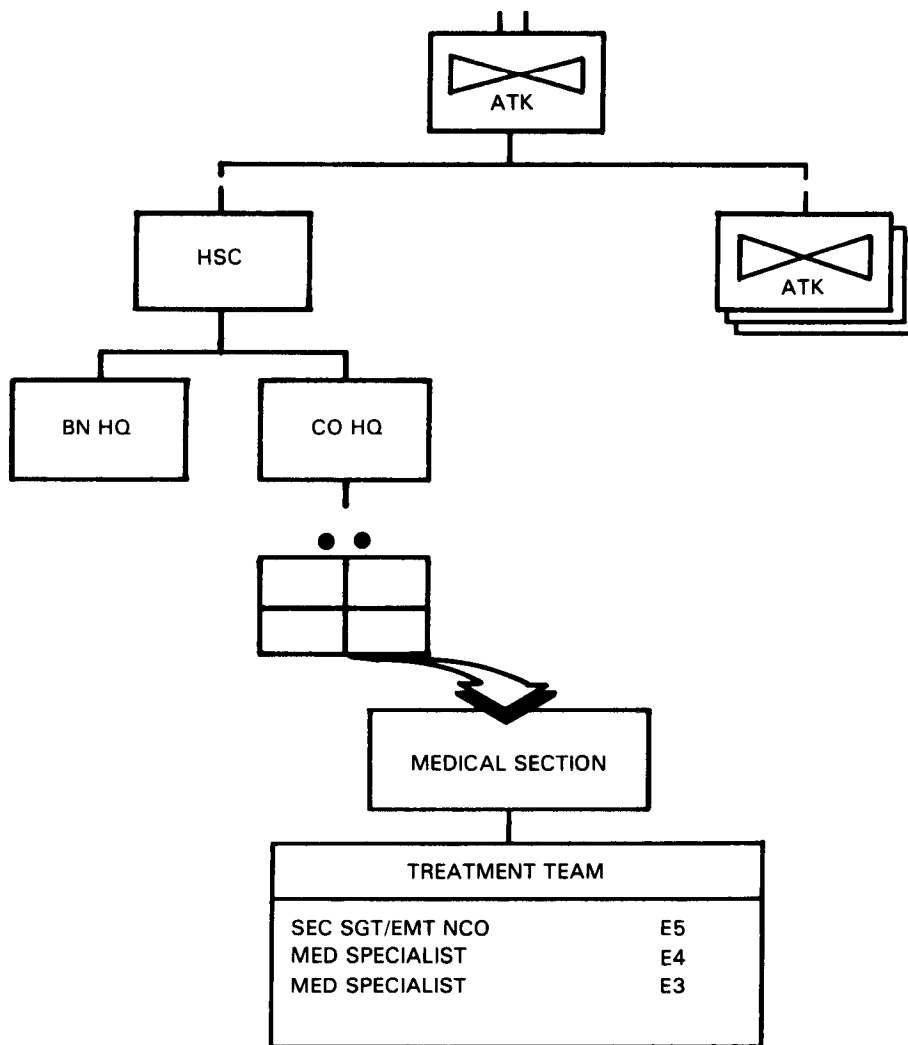 ATK
HSC
ATK
BN HQ
CO HQ
MEDICAL SECTION
TREATMENT TEAM
SEC SGT/EMT NCO E5
MED SPECIALIST E4
MED SPECIALIST E3